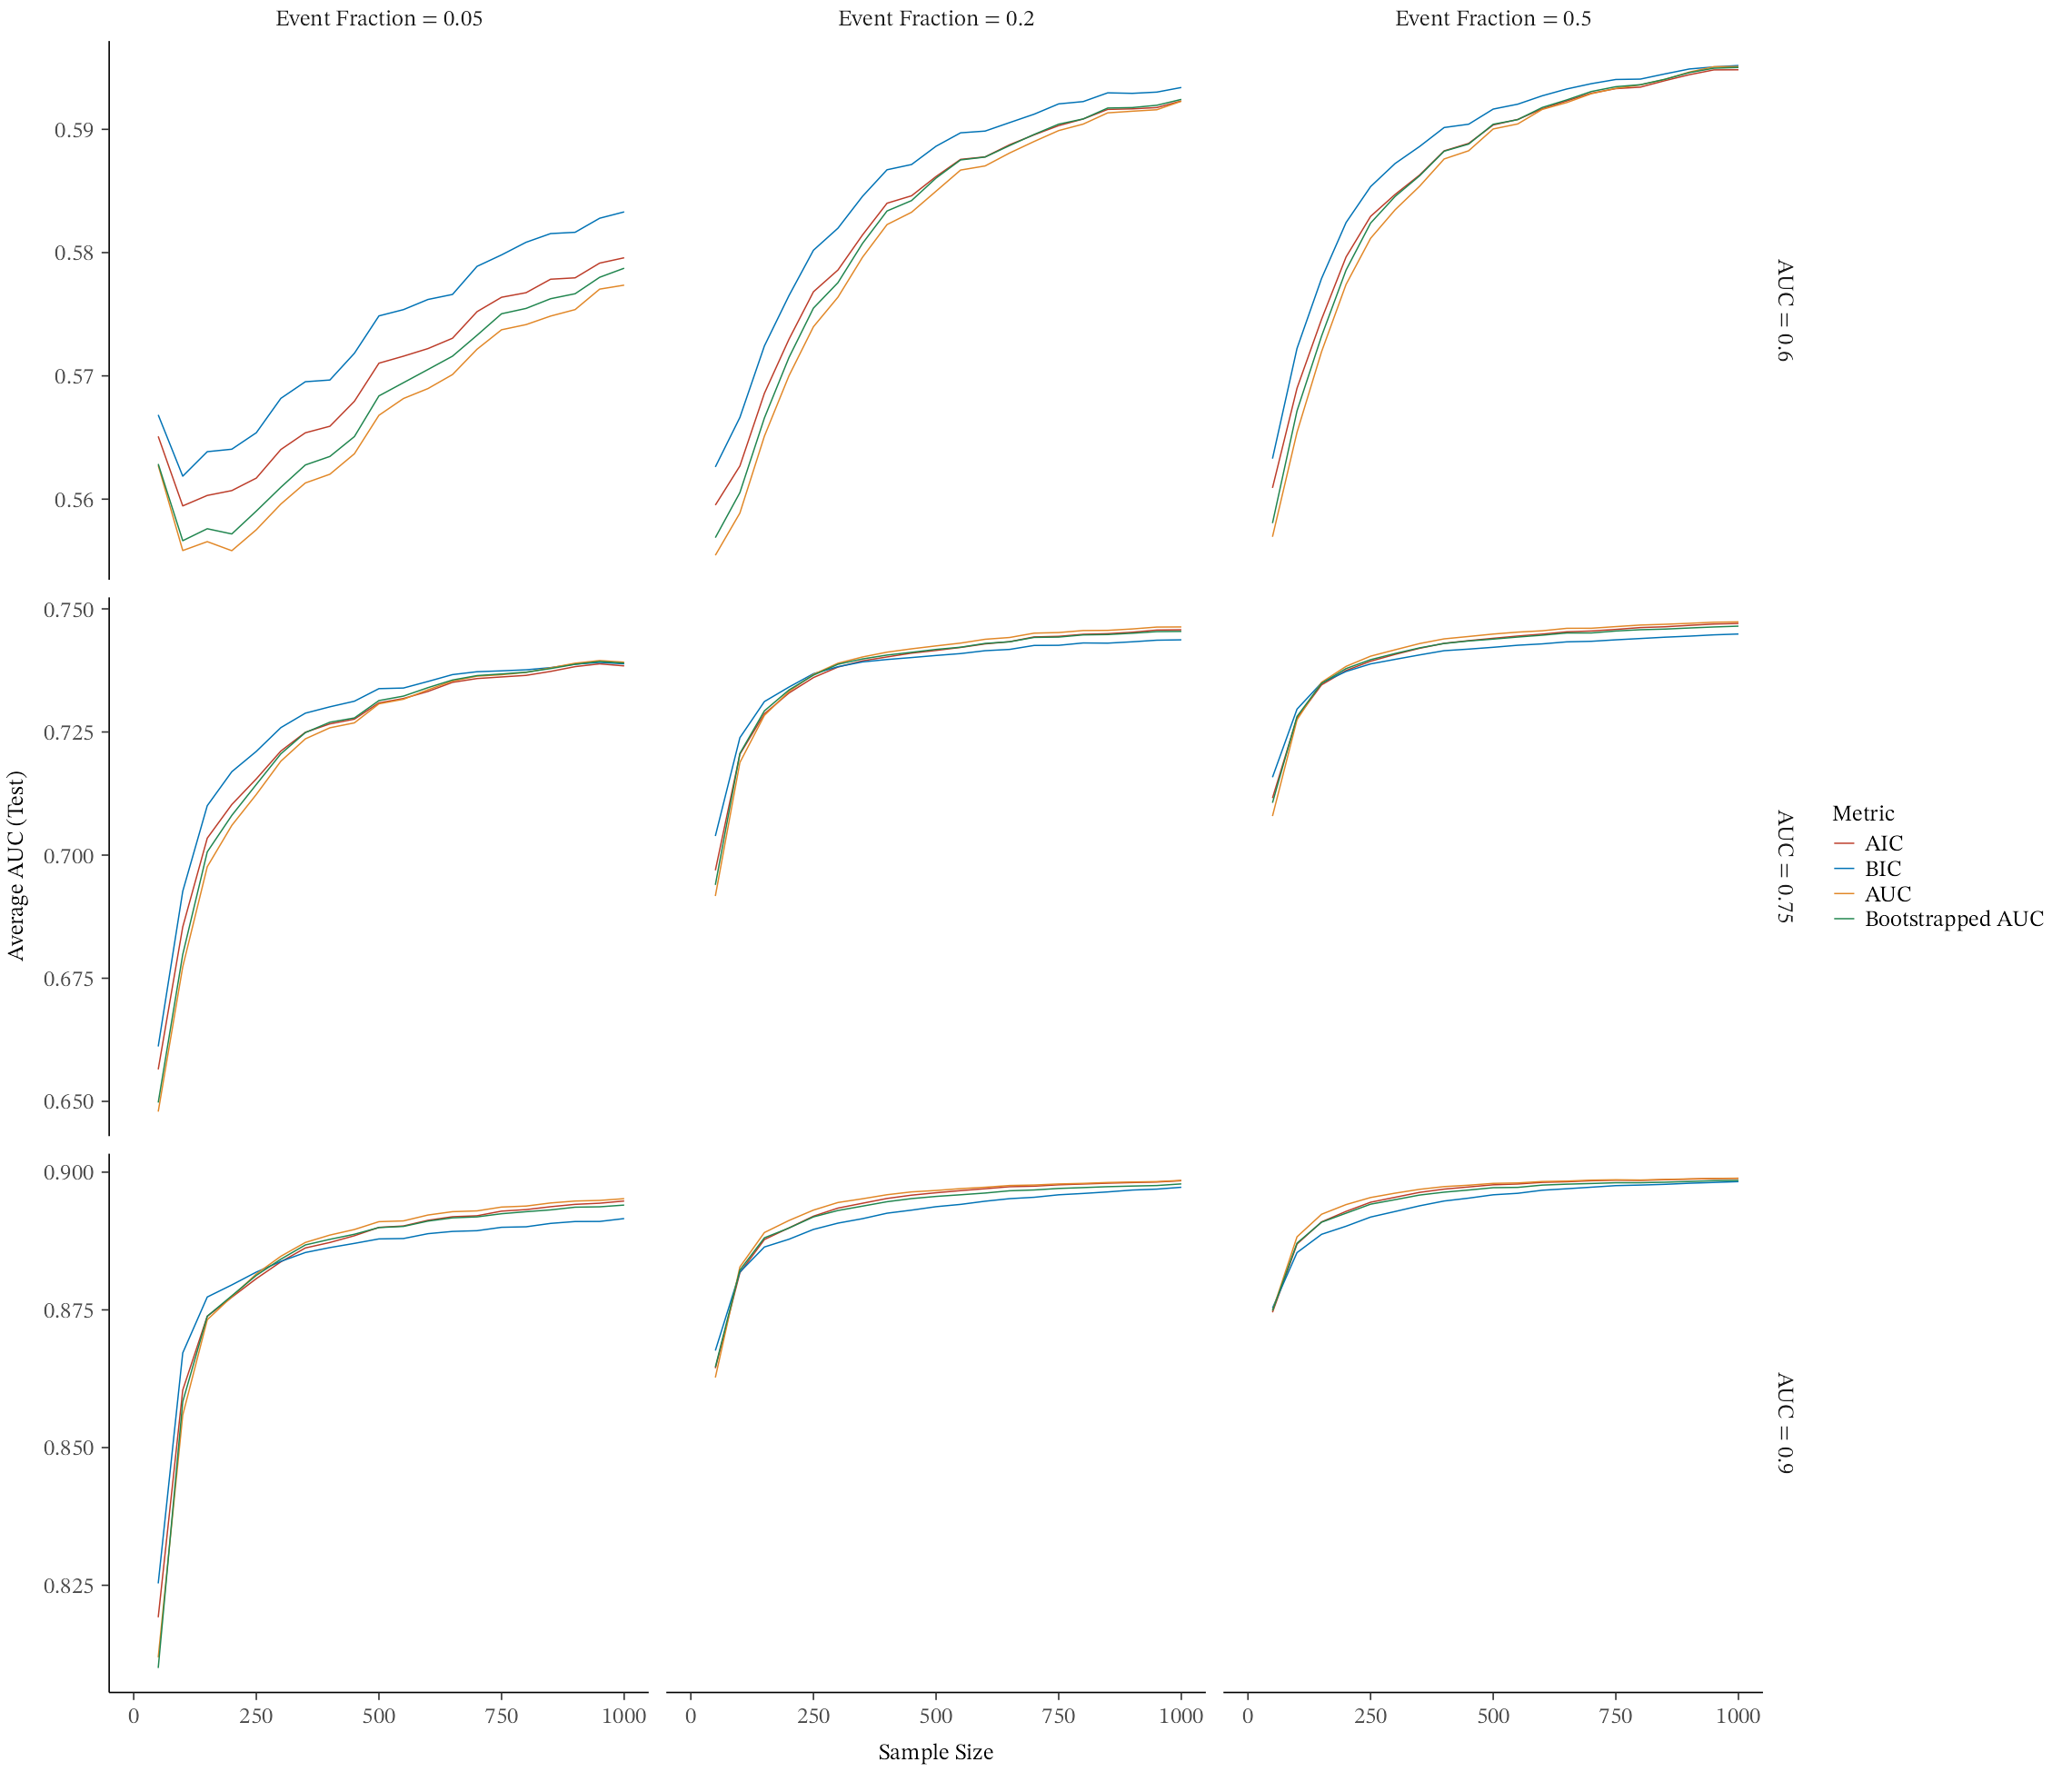 Event Fraction = 0.05
Event Fraction = 0.2
Event Fraction = 0.5
0.59
0.58
0.57
0.56
AUC = 0.6
0.750
0.725
0.700
0.675
0.650
AUC = 0.75
Average AUC (Test)
Metric
AIC
BIC
AUC
Bootstrapped AUC
0.900
0.875
0.850
0.825
AUC = 0.9
0 250 500 750 1000
0 250 500 750 1000
0 250 500 750 1000
Sample Size